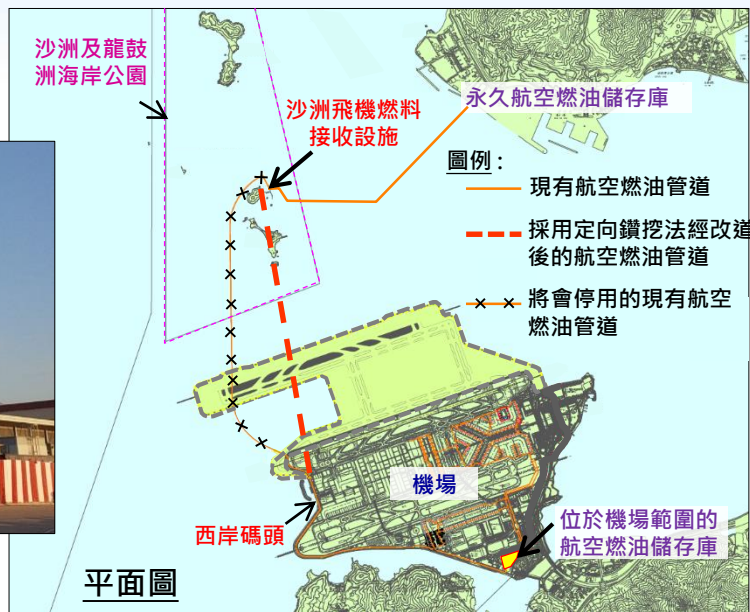 沙洲及龍鼓
洲海岸公園
沙洲飛機燃料
接收設施
永久航空燃油儲存庫
圖例：
現有航空燃油管道
採用定向鑽挖法經改道
後的航空燃油管道
將會停用的現有航空
燃油管道
機場
西岸碼頭
位於機場範圍的
航空燃油儲存庫
平面圖